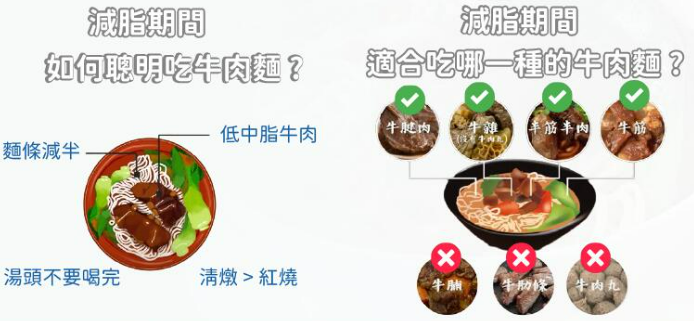 減脂期間
如何聰明吃牛肉麵？
低中脂牛肉
麵條減半
湯頭不要喝完
清燉 > 紅燒
減脂期間
適合吃哪一種的牛肉麵？
牛腱肉
牛雜
半筋半肉
牛筋
牛腩
牛肋條
牛肉丸